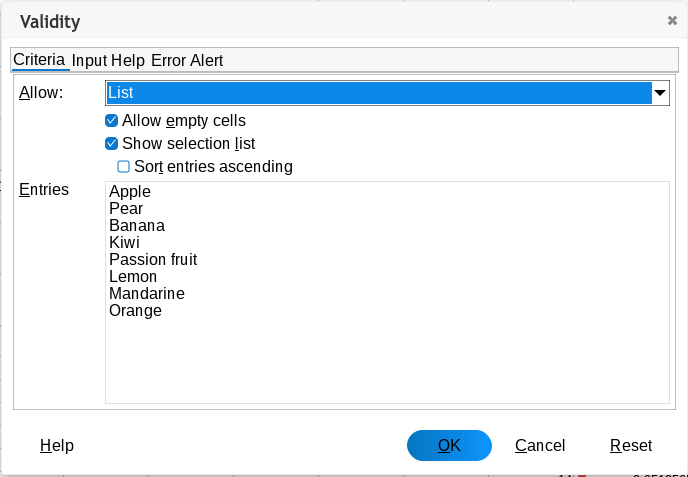 Validity
Criteria Input Help Error Alert
Allow: List
Allow empty cells
Show selection list
Sort entries ascending
Entries
Apple
Pear
Banana
Kiwi
Passion fruit
Lemon
Mandarine
Orange
Help OK Cancel Reset